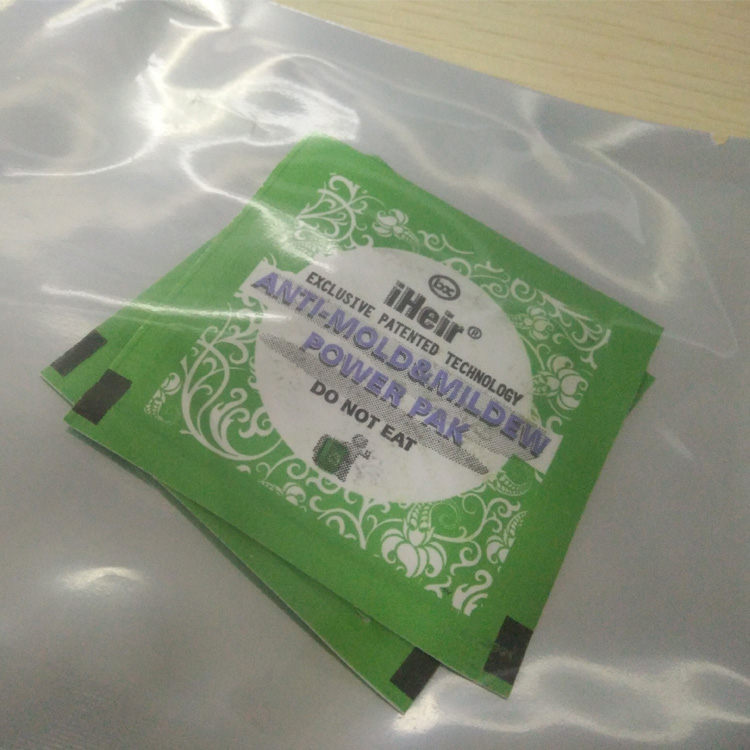 iHeir®
EXCLUSIVE PATENTED TECHNOLOGY
ANTI-MOLD&MILDEW
POWER PAK
DO NOT EAT